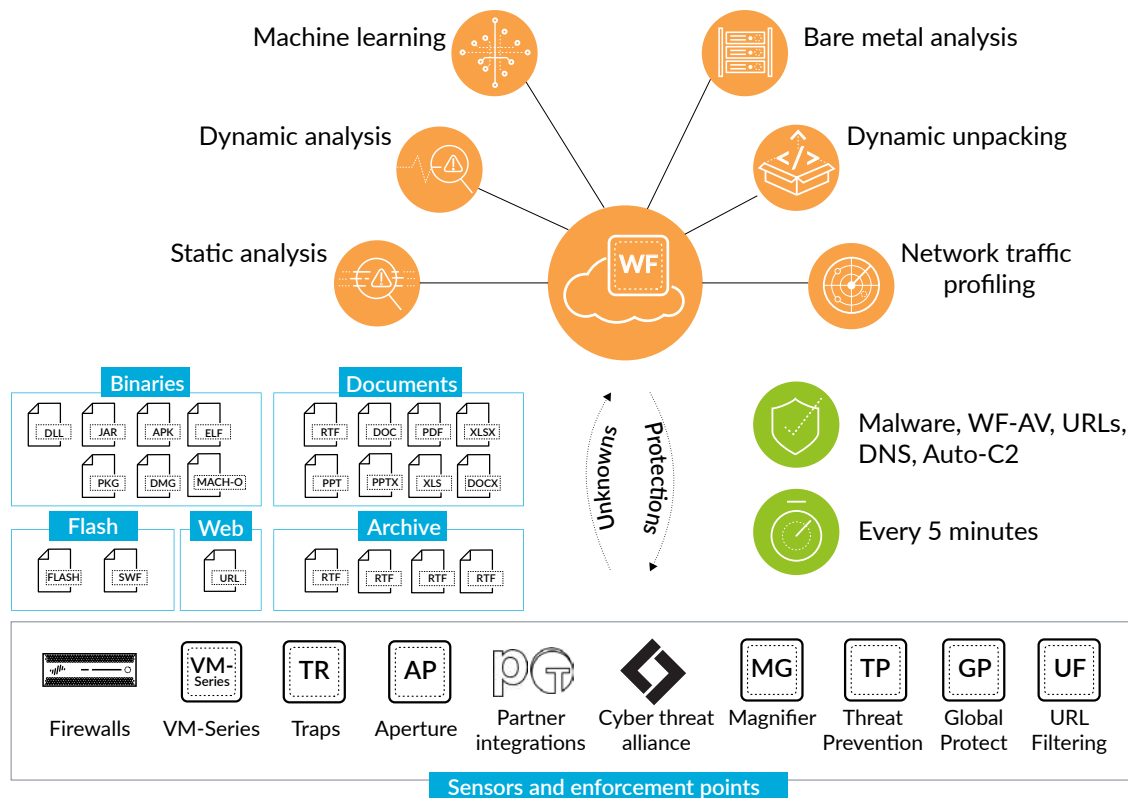 Machine learning
Bare metal analysis
Dynamic analysis
Dynamic unpacking
Static analysis
WF
Network traffic
profiling
Binaries
DLL
JAR
APK
ELF
PKG
DMG
MACH-O
Documents
RTF
DOC
PDF
XLSX
PPT
PPTX
XLS
DOCX
Flash
FLASH
SWF
Web
URL
Archive
RTF
RTF
RTF
RTF
Unknowns
Protections
Malware, WF-AV, URLs,
DNS, Auto-C2
Every 5 minutes
Firewalls
VM-
Series
VM-Series
TR
Traps
AP
Aperture
Partner
integrations
Cyber threat
alliance
MG
Magnifier
TP
Threat
Prevention
GP
Global
Protect
UF
URL
Filtering
Sensors and enforcement points